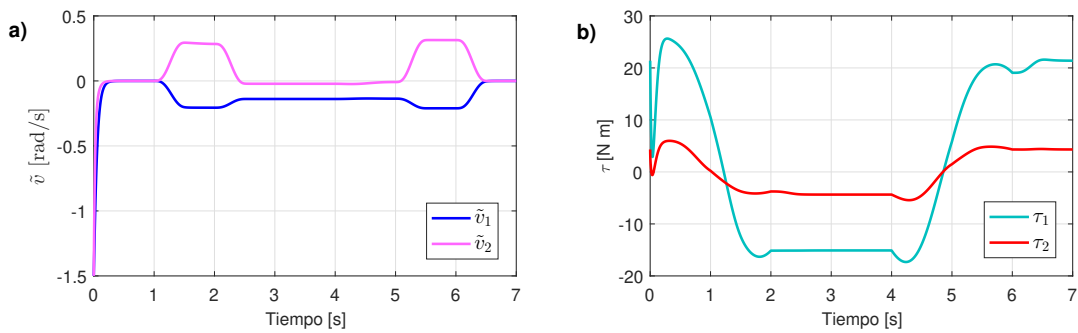 a)
0.5
0
-0.5
-1
-1.5
ṽ [rad/s]
0 1 2 3 4 5 6 7
Tiempo [s]
ṽ₁
ṽ₂
b)
30
20
10
0
-10
-20
τ [N m]
0 1 2 3 4 5 6 7
Tiempo [s]
τ₁
τ₂